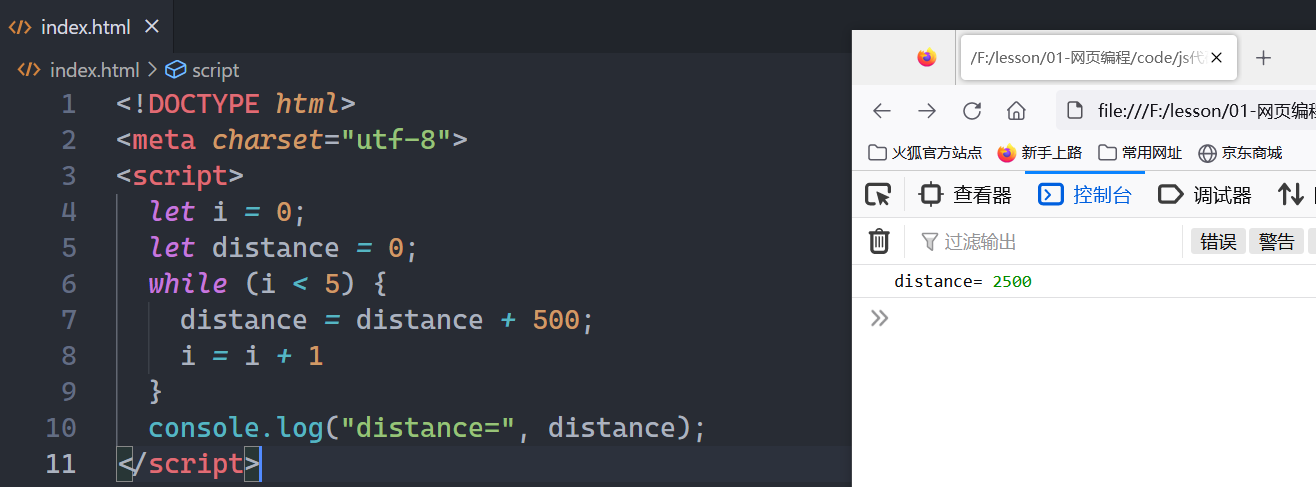 index.html
index.html > script
1 <!DOCTYPE html>
2 <meta charset="utf-8">
3 <script>
4 let i = 0;
5 let distance = 0;
6 while (i < 5) {
7 distance = distance + 500;
8 i = i + 1
9 }
10 console.log("distance=", distance);
11 </script>
/F:/lesson/01-网页编程/code/js代
file:///F:/lesson/01-网页编程
火狐官方站点 新手上路 常用网址 京东商城
查看器 控制台 调试器
过滤输出 错误 警告
distance= 2500